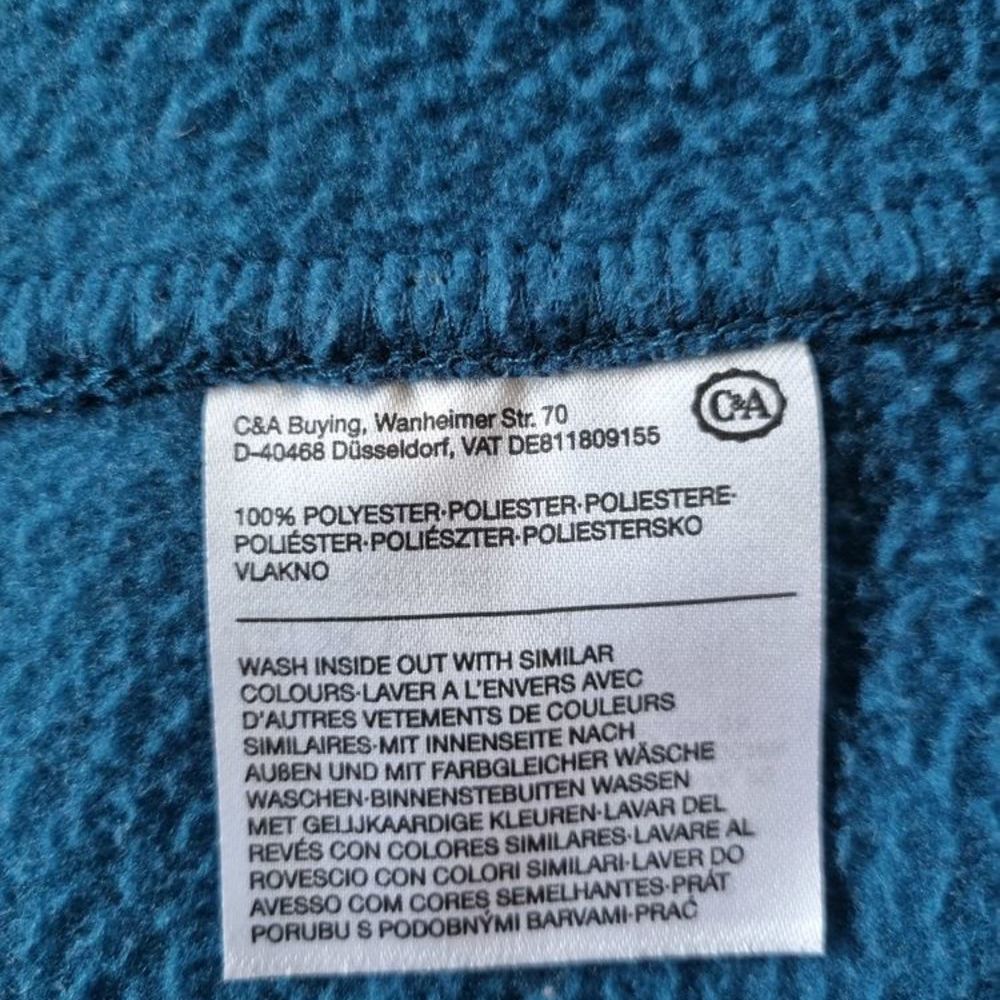 C&A Buying, Wanheimer Str. 70
D-40468 Düsseldorf, VAT DE811809155
C&A
100% POLYESTER·POLIESTER·POLIESTERE·
POLIÉSTER·POLIÉSZTER·POLIESTERSKO
VLAKNO
WASH INSIDE OUT WITH SIMILAR
COLOURS·LAVER A L'ENVERS AVEC
D'AUTRES VETEMENTS DE COULEURS
SIMILAIRES·MIT INNENSEITE NACH
AUßEN UND MIT FARBGLEICHER WÄSCHE
WASCHEN·BINNENSTEBUITEN WASSEN
MET GELIJKAARDIGE KLEUREN·LAVAR DEL
REVÉS CON COLORES SIMILARES·LAVARE AL
ROVESCIO CON COLORI SIMILARI·LAVER DO
AVESSO COM CORES SEMELHANTES·PRÁT
PORUBU S PODOBNÝMI BARVAMI·PRAĆ